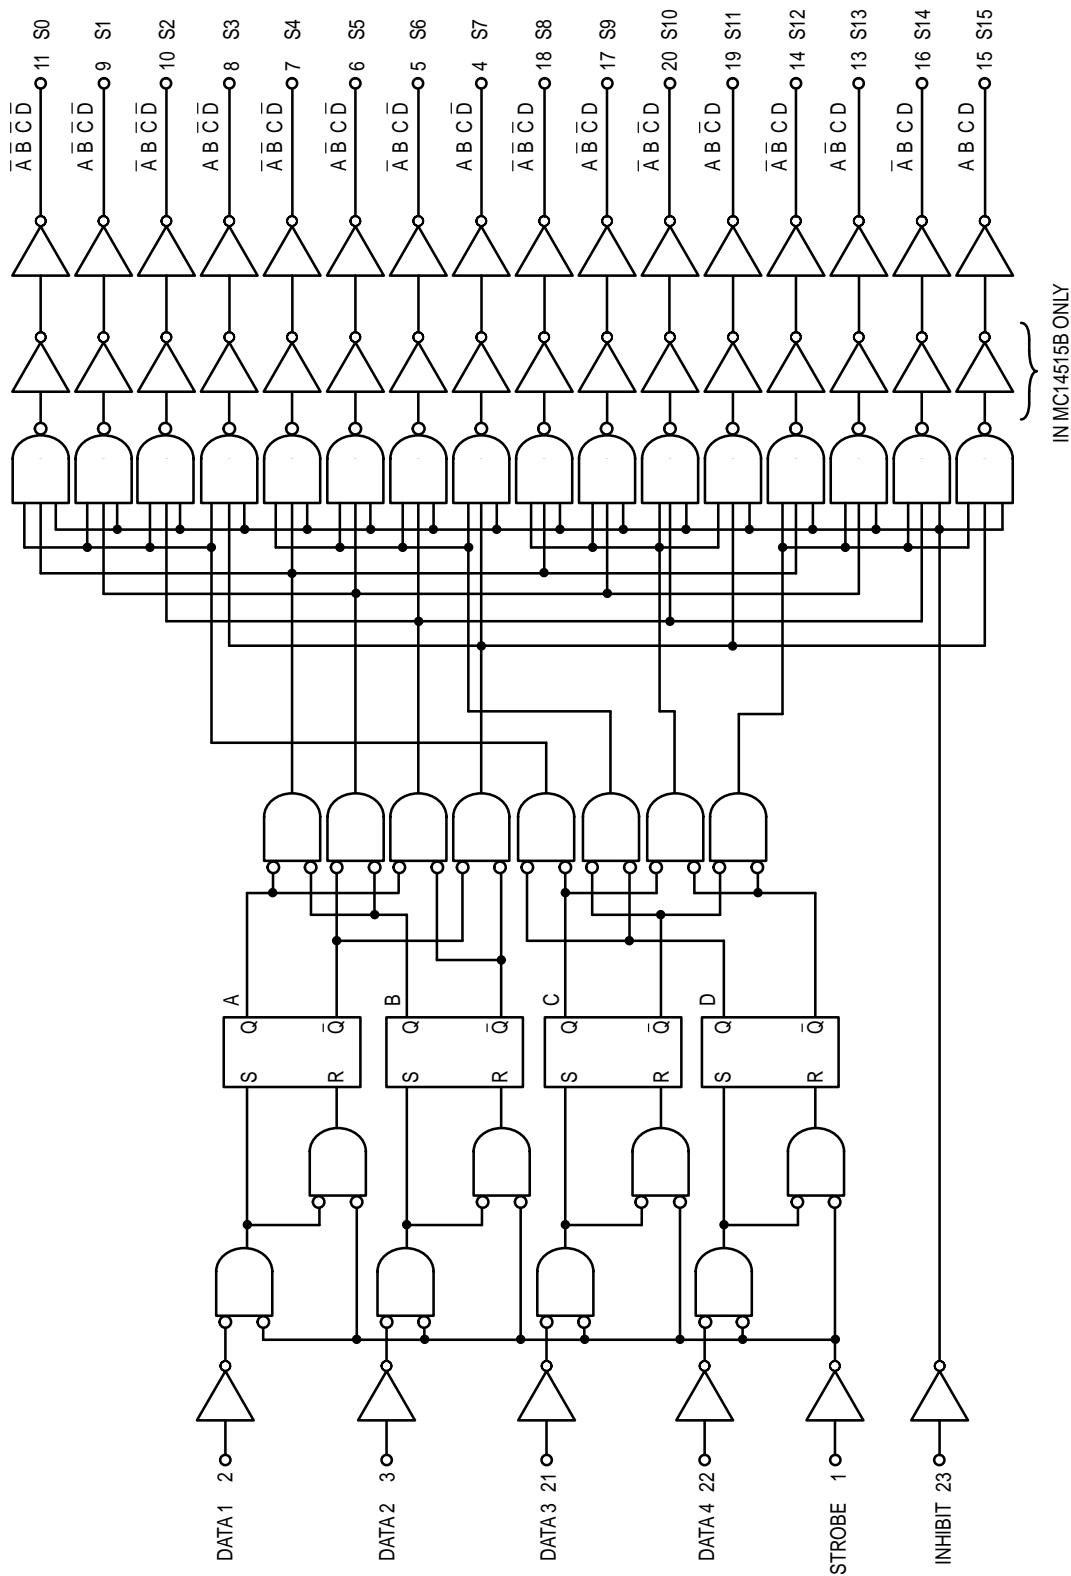 DATA 1 2
DATA 2 3
DATA 3 21
DATA 4 22
STROBE 1
INHIBIT 23
A
S Q
R Q̅
B
S Q
R Q̅
C
S Q
R Q̅
D
S Q
R Q̅
A̅ B̅ C̅ D̅ 11 S0
A B̅ C̅ D̅ 9 S1
A̅ B C̅ D̅ 10 S2
A B C̅ D̅ 8 S3
A̅ B̅ C D̅ 7 S4
A B̅ C D̅ 6 S5
A̅ B C D̅ 5 S6
A B C D̅ 4 S7
A̅ B̅ C̅ D 18 S8
A B̅ C̅ D 17 S9
A̅ B C̅ D 20 S10
A B C̅ D 19 S11
A̅ B̅ C D 14 S12
A B̅ C D 13 S13
A̅ B C D 16 S14
A B C D 15 S15
IN MC14515B ONLY